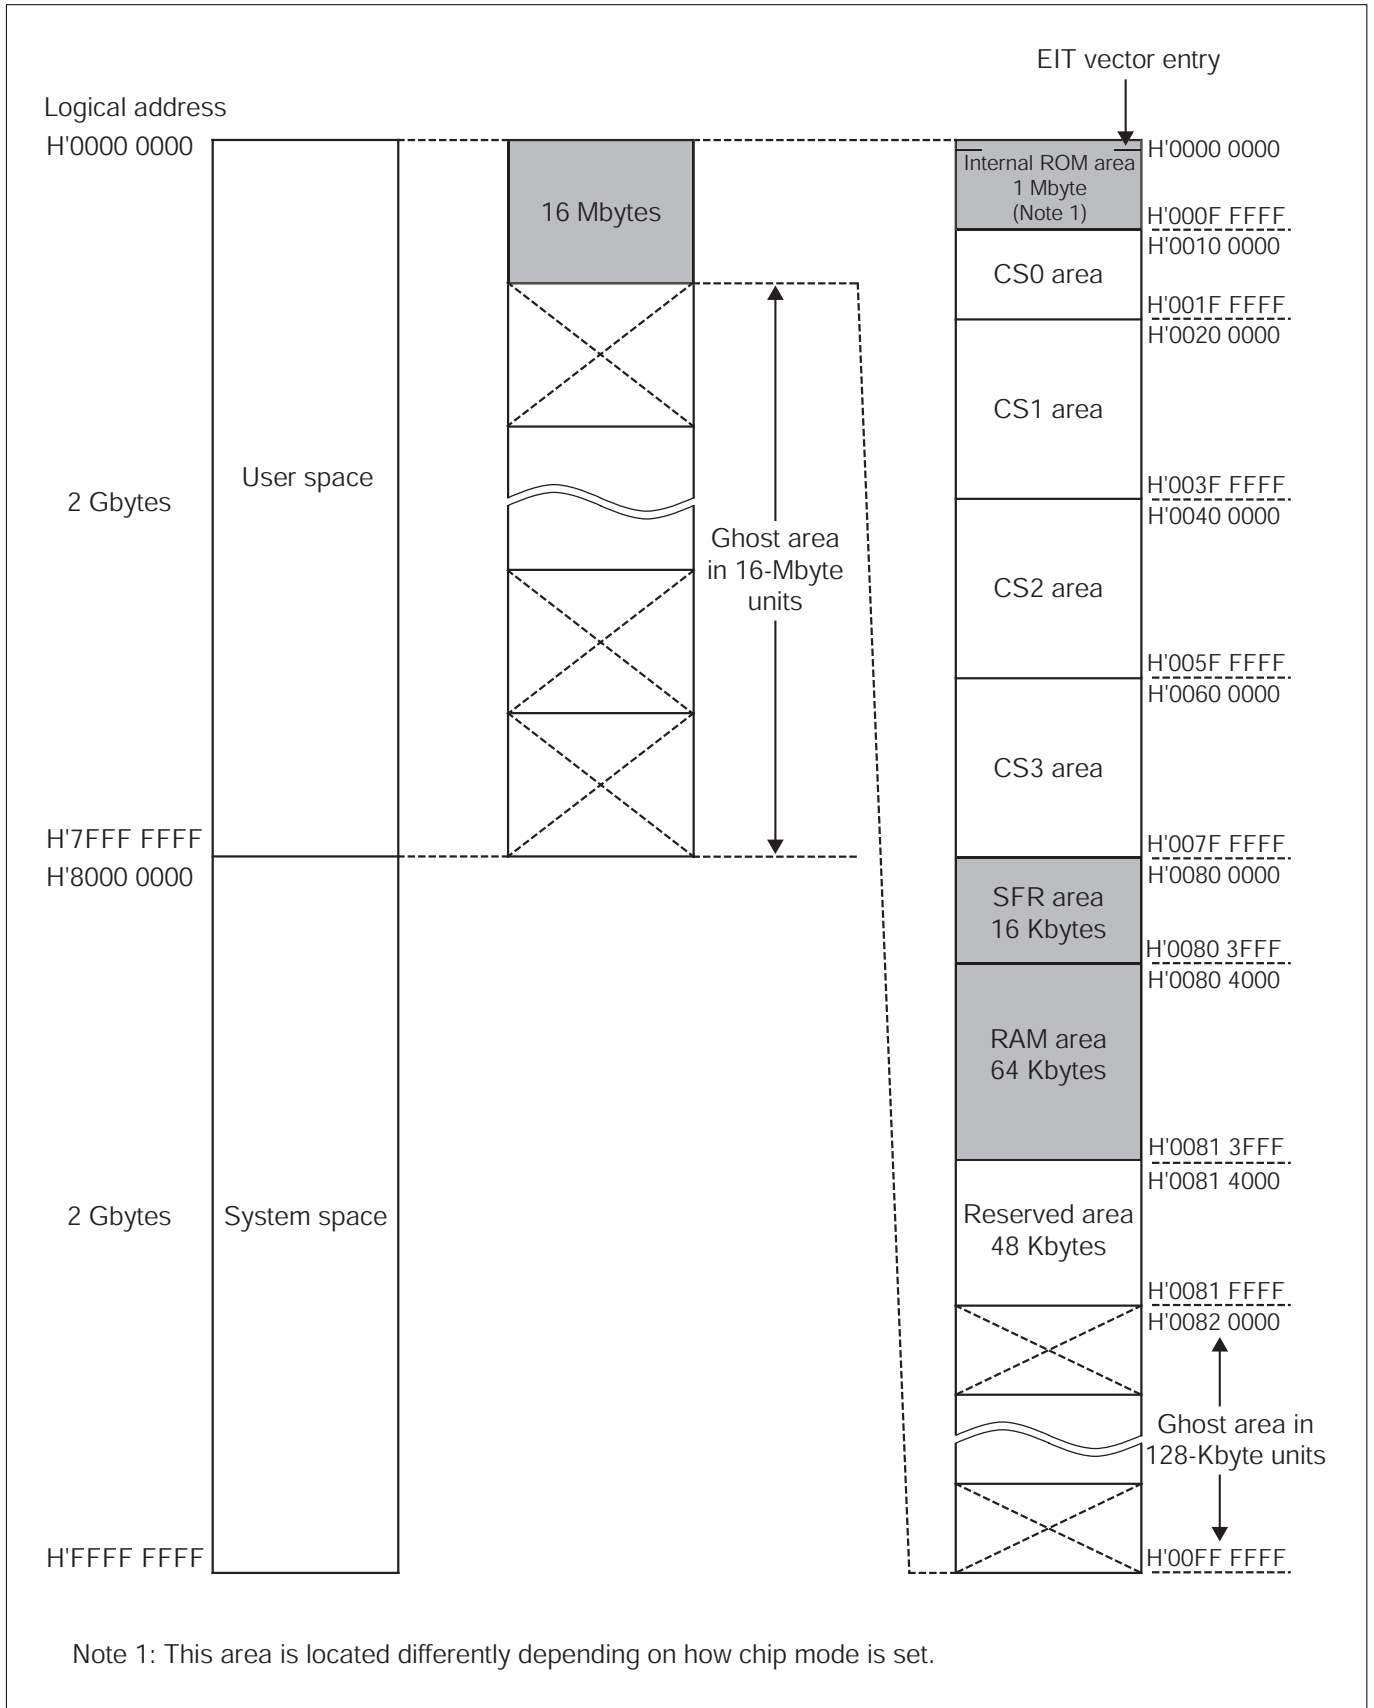 EIT vector entry
Logical address
H'0000 0000
H'0000 0000
Internal ROM area
1 Mbyte
(Note 1)
16 Mbytes
H'000F FFFF
H'0010 0000
CS0 area
H'001F FFFF
H'0020 0000
CS1 area
User space
2 Gbytes
H'003F FFFF
H'0040 0000
Ghost area
in 16-Mbyte
units
CS2 area
H'005F FFFF
H'0060 0000
CS3 area
H'7FFF FFFF
H'8000 0000
H'007F FFFF
H'0080 0000
SFR area
16 Kbytes
H'0080 3FFF
H'0080 4000
RAM area
64 Kbytes
H'0081 3FFF
H'0081 4000
2 Gbytes
System space
Reserved area
48 Kbytes
H'0081 FFFF
H'0082 0000
Ghost area in
128-Kbyte units
H'FFFF FFFF
H'00FF FFFF
Note 1: This area is located differently depending on how chip mode is set.